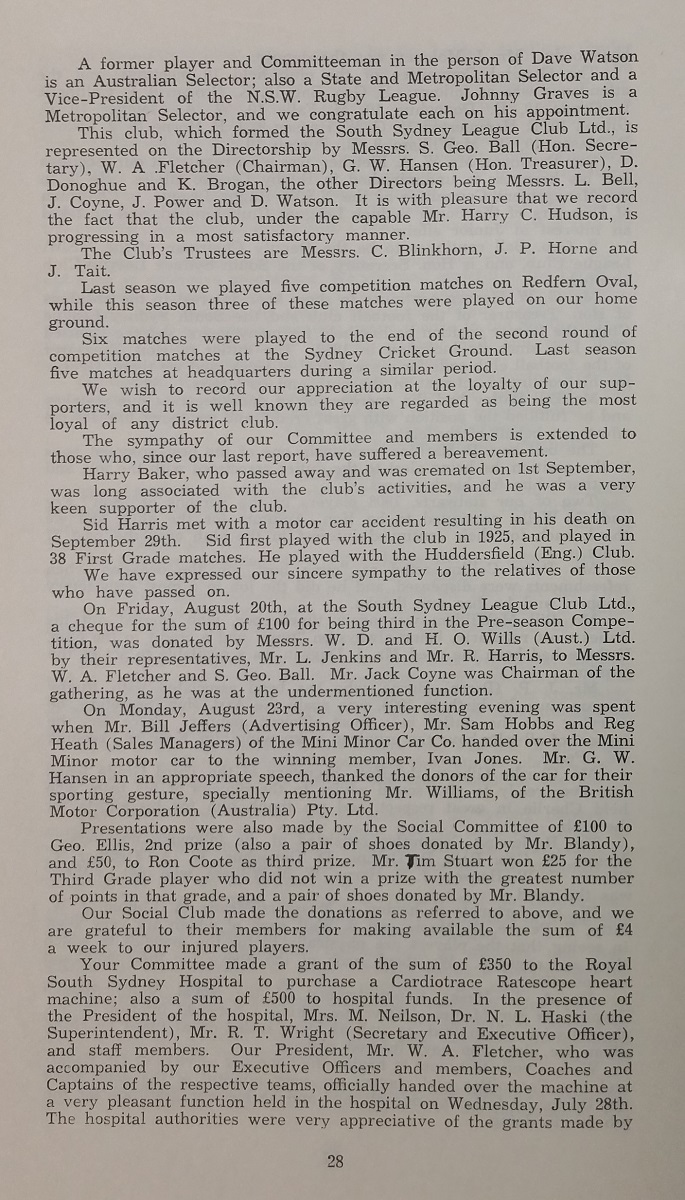 A former player and Committeeman in the person of Dave Watson
is an Australian Selector; also a State and Metropolitan Selector and a
Vice-President of the N.S.W. Rugby League. Johnny Graves is a
Metropolitan Selector, and we congratulate each on his appointment.
This club, which formed the South Sydney League Club Ltd., is
represented on the Directorship by Messrs. S. Geo. Ball (Hon. Secre-
tary), W. A .Fletcher (Chairman), G. W. Hansen (Hon. Treasurer), D.
Donoghue and K. Brogan, the other Directors being Messrs. L. Bell,
J. Coyne, J. Power and D. Watson. It is with pleasure that we record
the fact that the club, under the capable Mr. Harry C. Hudson, is
progressing in a most satisfactory manner.
The Club's Trustees are Messrs. C. Blinkhorn, J. P. Horne and
J. Tait.
Last season we played five competition matches on Redfern Oval,
while this season three of these matches were played on our home
ground.
Six matches were played to the end of the second round of
competition matches at the Sydney Cricket Ground. Last season
five matches at headquarters during a similar period.
We wish to record our appreciation at the loyalty of our sup-
porters, and it is well known they are regarded as being the most
loyal of any district club.
The sympathy of our Committee and members is extended to
those who, since our last report, have suffered a bereavement.
Harry Baker, who passed away and was cremated on 1st September,
was long associated with the club's activities, and he was a very
keen supporter of the club.
Sid Harris met with a motor car accident resulting in his death on
September 29th. Sid first played with the club in 1925, and played in
38 First Grade matches. He played with the Huddersfield (Eng.) Club.
We have expressed our sincere sympathy to the relatives of those
who have passed on.
On Friday, August 20th, at the South Sydney League Club Ltd.,
a cheque for the sum of £100 for being third in the Pre-season Compe-
tition, was donated by Messrs. W. D. and H. O. Wills (Aust.) Ltd.
by their representatives, Mr. L. Jenkins and Mr. R. Harris, to Messrs.
W. A. Fletcher and S. Geo. Ball. Mr. Jack Coyne was Chairman of the
gathering, as he was at the undermentioned function.
On Monday, August 23rd, a very interesting evening was spent
when Mr. Bill Jeffers (Advertising Officer), Mr. Sam Hobbs and Reg
Heath (Sales Managers) of the Mini Minor Car Co. handed over the Mini
Minor motor car to the winning member, Ivan Jones. Mr. G. W.
Hansen in an appropriate speech, thanked the donors of the car for their
sporting gesture, specially mentioning Mr. Williams, of the British
Motor Corporation (Australia) Pty. Ltd.
Presentations were also made by the Social Committee of £100 to
Geo. Ellis, 2nd prize (also a pair of shoes donated by Mr. Blandy),
and £50, to Ron Coote as third prize. Mr. Tim Stuart won £25 for the
Third Grade player who did not win a prize with the greatest number
of points in that grade, and a pair of shoes donated by Mr. Blandy.
Our Social Club made the donations as referred to above, and we
are grateful to their members for making available the sum of £4
a week to our injured players.
Your Committee made a grant of the sum of £350 to the Royal
South Sydney Hospital to purchase a Cardiotrace Ratescope heart
machine; also a sum of £500 to hospital funds. In the presence of
the President of the hospital, Mrs. M. Neilson, Dr. N. L. Haski (the
Superintendent), Mr. R. T. Wright (Secretary and Executive Officer),
and staff members. Our President, Mr. W. A. Fletcher, who was
accompanied by our Executive Officers and members, Coaches and
Captains of the respective teams, officially handed over the machine at
a very pleasant function held in the hospital on Wednesday, July 28th.
The hospital authorities were very appreciative of the grants made by
28